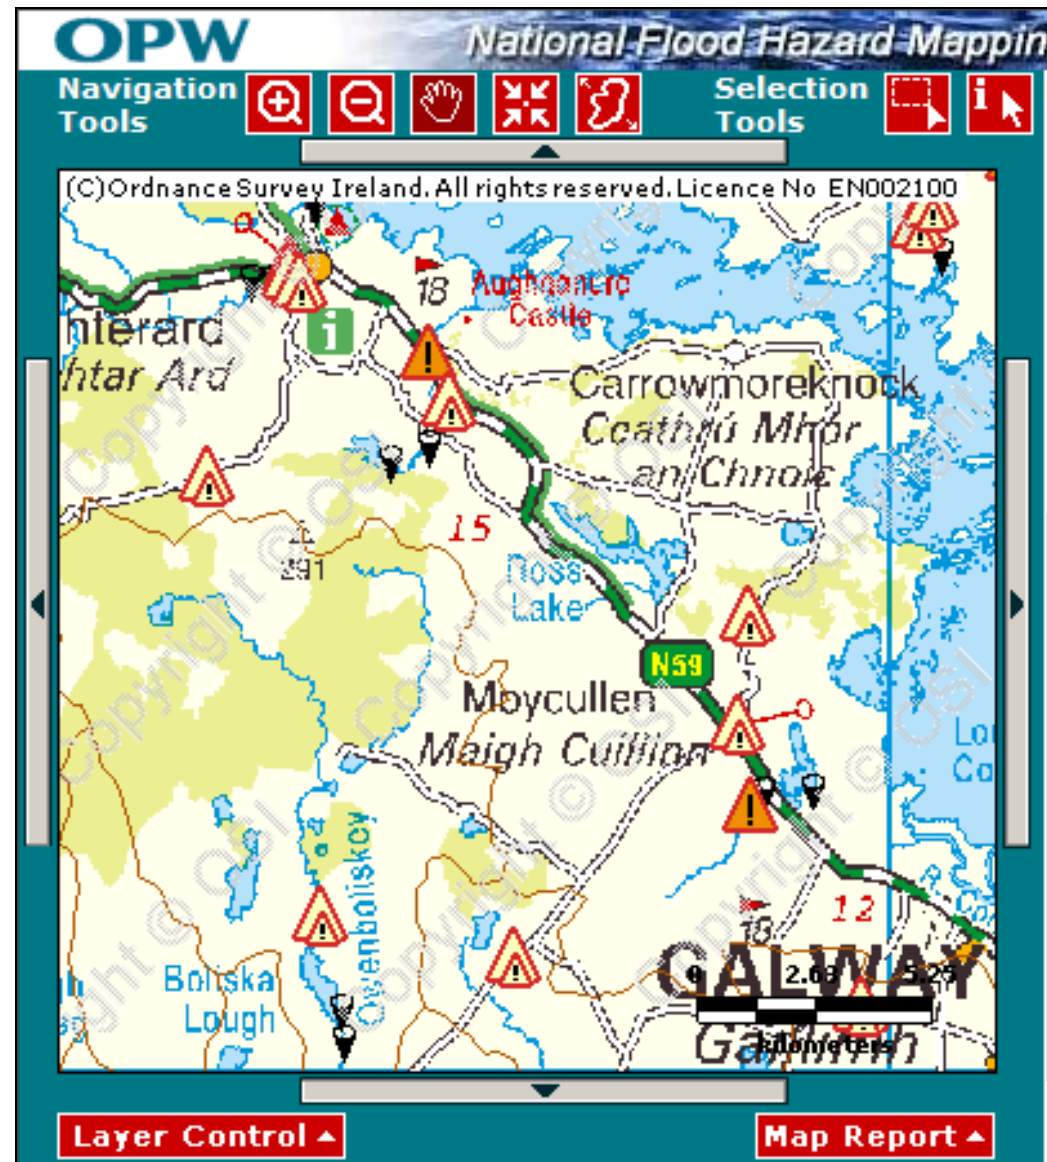 OPW
National Flood Hazard Mappin
Navigation
Tools
Selection
Tools
i
(C)Ordnance Survey Ireland. All rights reserved. Licence No EN002100
18
Aughnanure
Castle
i
hterard
htar Ard
Carrowmoreknock
Ceathrú Mhór
an Chnoic
15
291
Ross
Lake
N59
Moycullen
Maigh Cuilinn
Lou
Co
Owenboliskey
12
18
Boliska
Lough
GALWAY
0 2.63 5.25
kilometers
Layer Control
Map Report